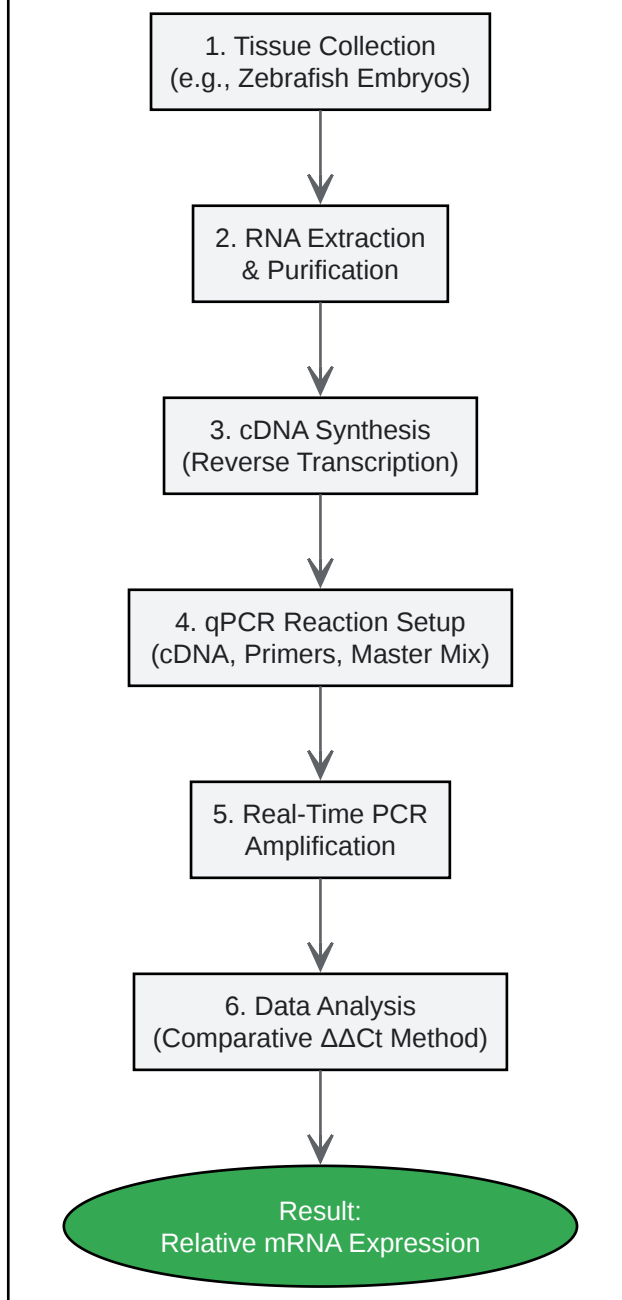 1. Tissue Collection
(e.g., Zebrafish Embryos)
2. RNA Extraction
& Purification
3. cDNA Synthesis
(Reverse Transcription)
4. qPCR Reaction Setup
(cDNA, Primers, Master Mix)
5. Real-Time PCR
Amplification
6. Data Analysis
(Comparative ΔΔCt Method)
Result:
Relative mRNA Expression